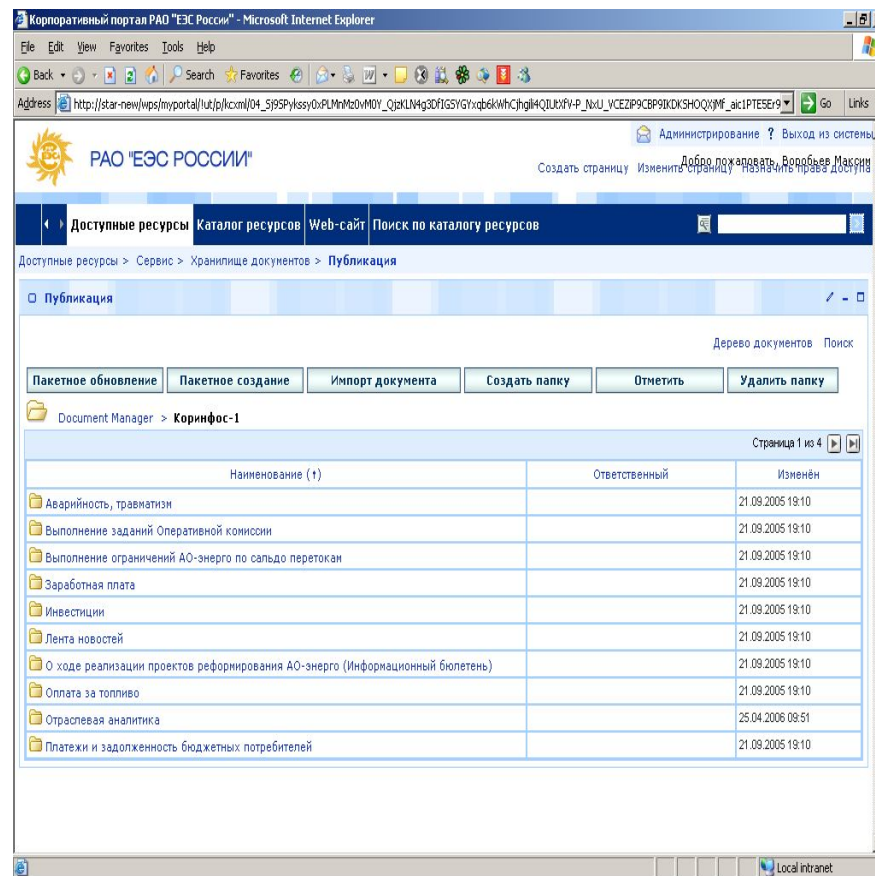 Корпоративный портал РАО "ЕЭС России" - Microsoft Internet Explorer
File Edit View Favorites Tools Help
Back Search Favorites
Address http://star-new/wps/myportal/!ut/p/kcxml/ Go Links
Администрирование ? Выход из системы
РАО "ЕЭС РОССИИ"
Добро пожаловать, Воробьев Максим
Создать страницу Изменить страницу Назначить права доступа
Доступные ресурсы Каталог ресурсов Web-сайт Поиск по каталогу ресурсов
Доступные ресурсы > Сервис > Хранилище документов > Публикация
Публикация
Дерево документов Поиск
Пакетное обновление Пакетное создание Импорт документа Создать папку Отметить Удалить папку
Document Manager > Коринфос-1
Страница 1 из 4
Наименование (↑) Ответственный Изменён
Аварийность, травматизм 21.09.2005 19:10
Выполнение заданий Оперативной комиссии 21.09.2005 19:10
Выполнение ограничений АО-энерго по сальдо перетокам 21.09.2005 19:10
Заработная плата 21.09.2005 19:10
Инвестиции 21.09.2005 19:10
Лента новостей 21.09.2005 19:10
О ходе реализации проектов реформирования АО-энерго (Информационный бюлетень) 21.09.2005 19:10
Оплата за топливо 21.09.2005 19:10
Отраслевая аналитика 25.04.2006 09:51
Платежи и задолженность бюджетных потребителей 21.09.2005 19:10
Local intranet